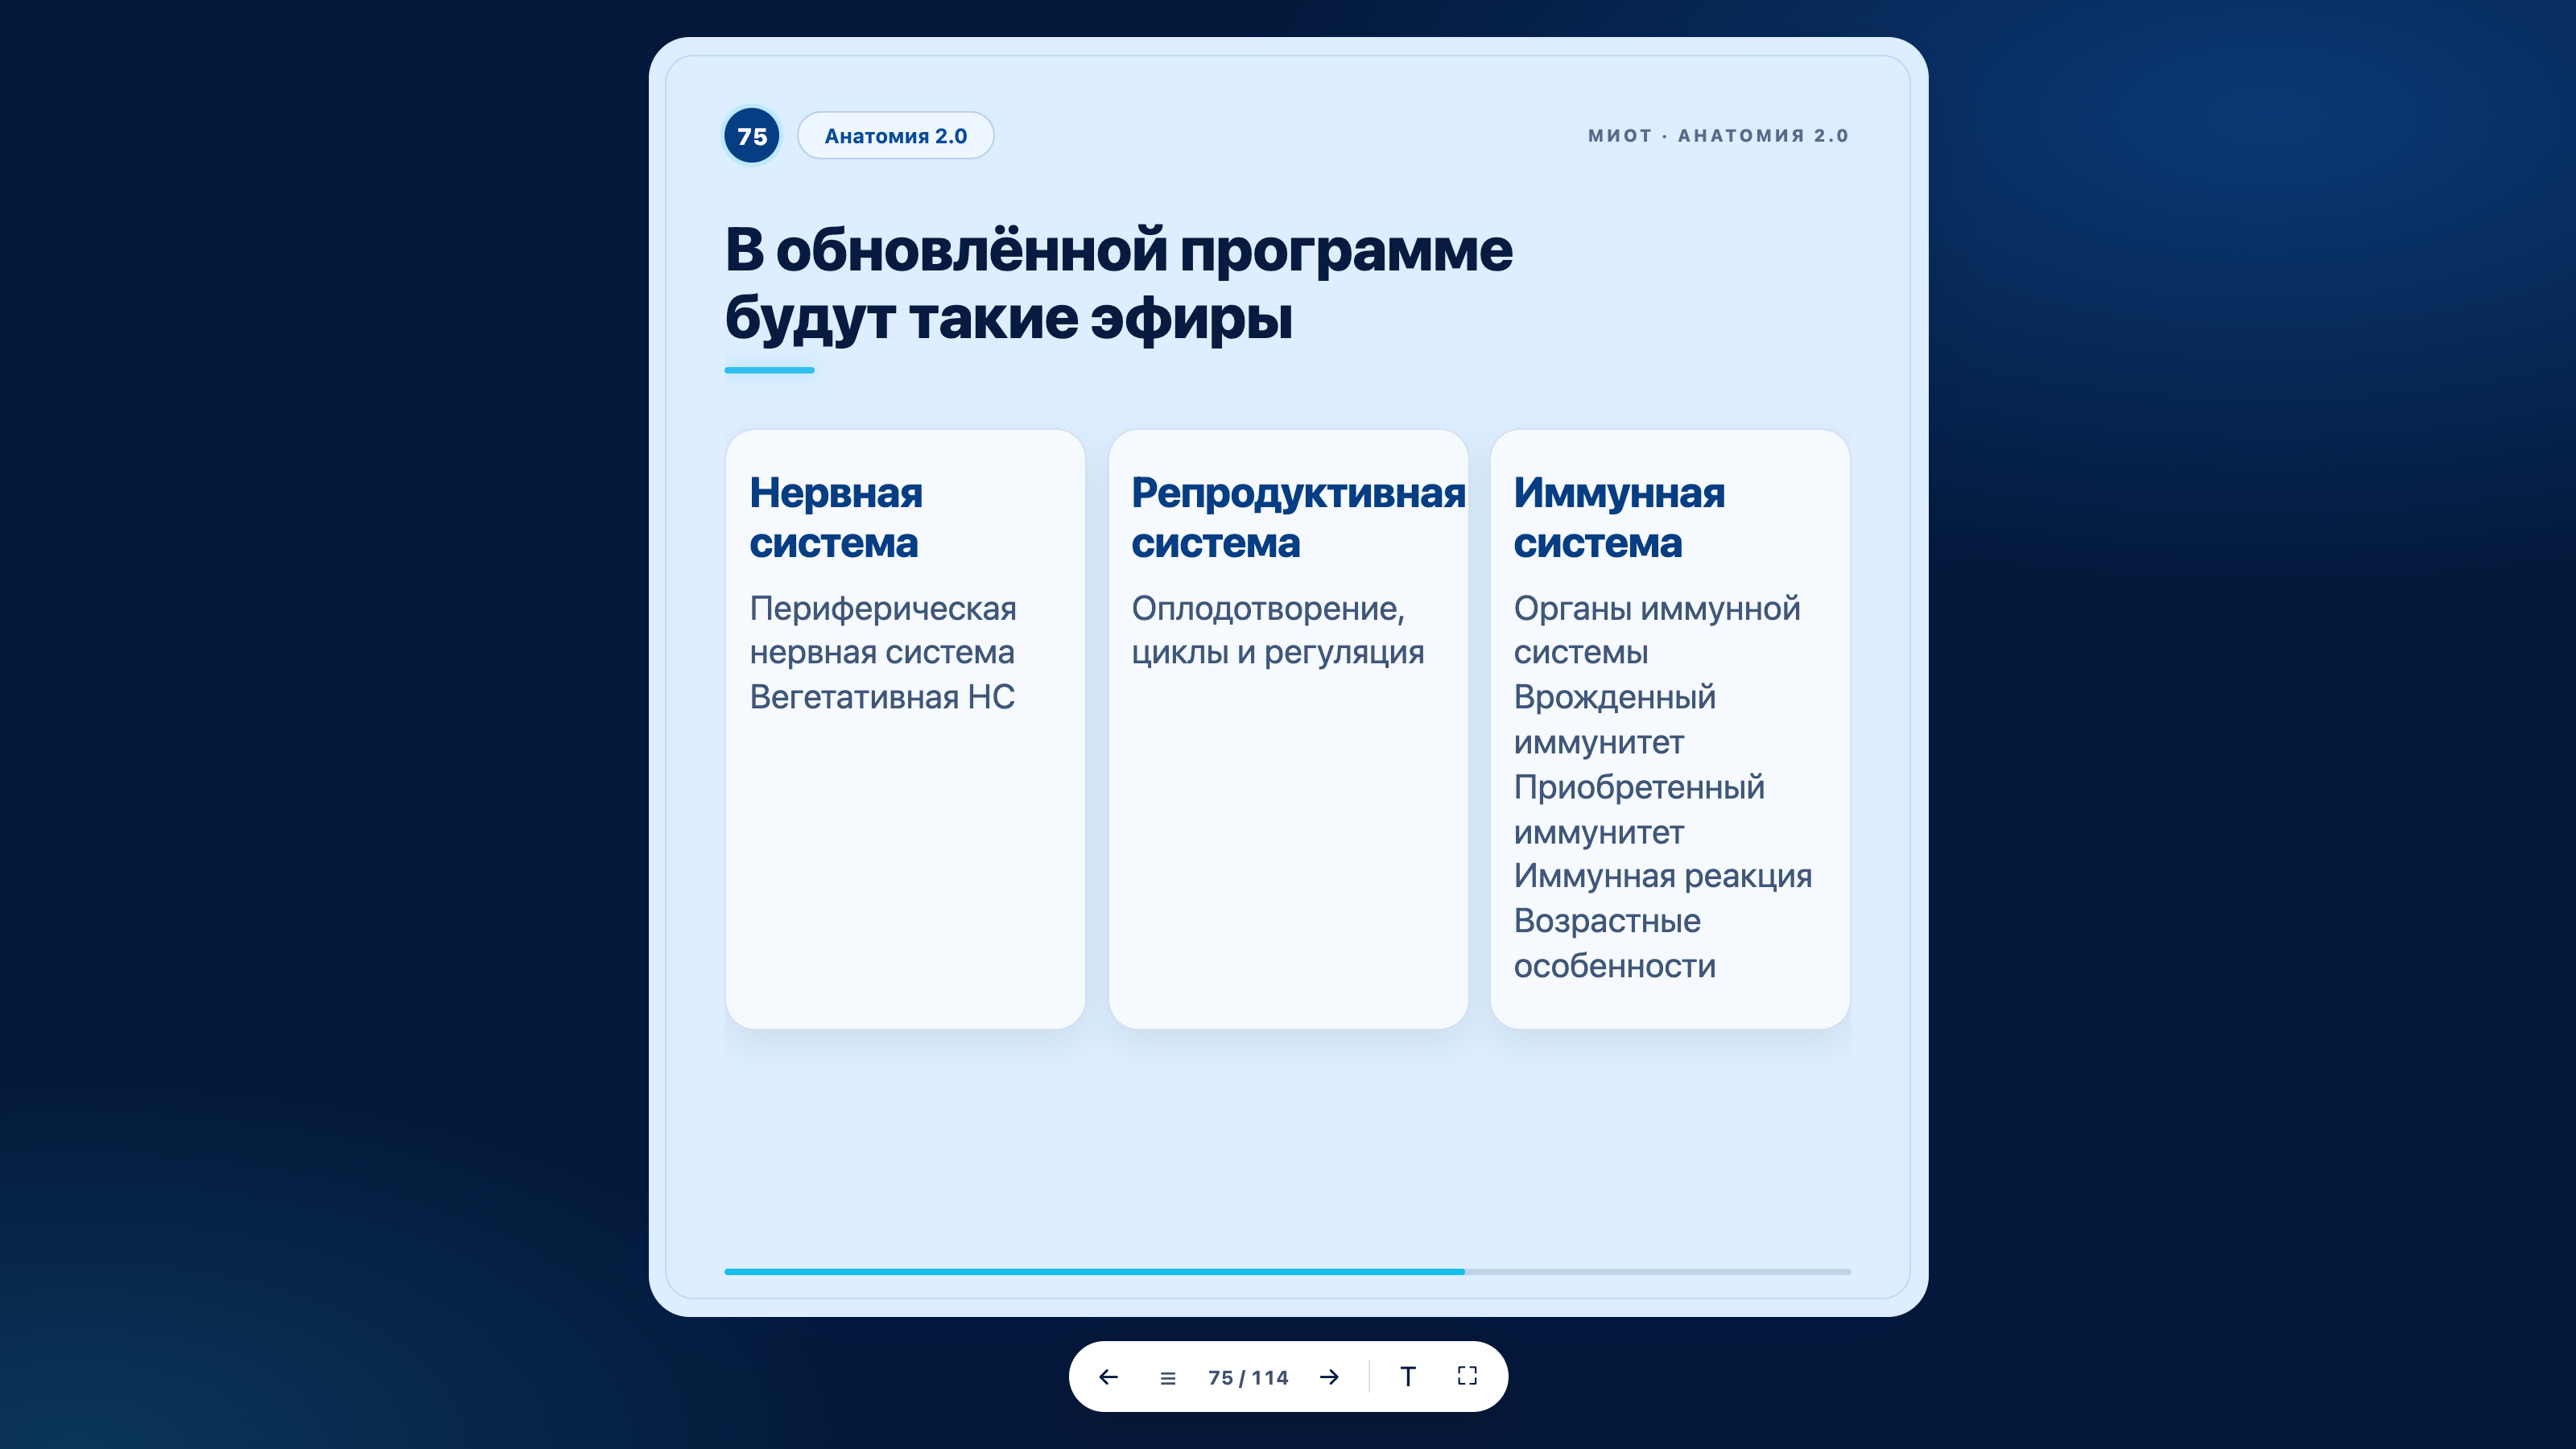 75
Анатомия 2.0
МИОТ · АНАТОМИЯ 2.0
В обновлённой программе
будут такие эфиры
Нервная
система
Периферическая
нервная система
Вегетативная НС
Репродуктивная
система
Оплодотворение,
циклы и регуляция
Иммунная
система
Органы иммунной
системы
Врожденный
иммунитет
Приобретенный
иммунитет
Иммунная реакция
Возрастные
особенности
75 / 114
T